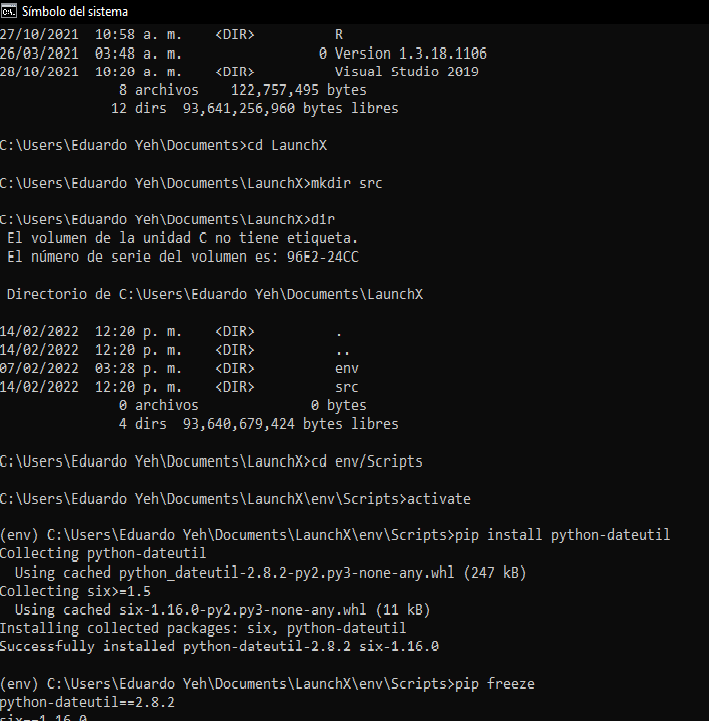 Símbolo del sistema
27/10/2021  10:58 a. m.    <DIR>          R
26/03/2021  03:48 a. m.                 0 Version 1.3.18.1106
28/10/2021  10:20 a. m.    <DIR>          Visual Studio 2019
               8 archivos    122,757,495 bytes
              12 dirs  93,641,256,960 bytes libres
C:\Users\Eduardo Yeh\Documents>cd LaunchX
C:\Users\Eduardo Yeh\Documents\LaunchX>mkdir src
C:\Users\Eduardo Yeh\Documents\LaunchX>dir
 El volumen de la unidad C no tiene etiqueta.
 El número de serie del volumen es: 96E2-24CC
 Directorio de C:\Users\Eduardo Yeh\Documents\LaunchX
14/02/2022  12:20 p. m.    <DIR>          .
14/02/2022  12:20 p. m.    <DIR>          ..
07/02/2022  03:28 p. m.    <DIR>          env
14/02/2022  12:20 p. m.    <DIR>          src
               0 archivos              0 bytes
               4 dirs  93,640,679,424 bytes libres
C:\Users\Eduardo Yeh\Documents\LaunchX>cd env/Scripts
C:\Users\Eduardo Yeh\Documents\LaunchX\env\Scripts>activate
(env) C:\Users\Eduardo Yeh\Documents\LaunchX\env\Scripts>pip install python-dateutil
Collecting python-dateutil
  Using cached python_dateutil-2.8.2-py2.py3-none-any.whl (247 kB)
Collecting six>=1.5
  Using cached six-1.16.0-py2.py3-none-any.whl (11 kB)
Installing collected packages: six, python-dateutil
Successfully installed python-dateutil-2.8.2 six-1.16.0
(env) C:\Users\Eduardo Yeh\Documents\LaunchX\env\Scripts>pip freeze
python-dateutil==2.8.2
six==1.16.0